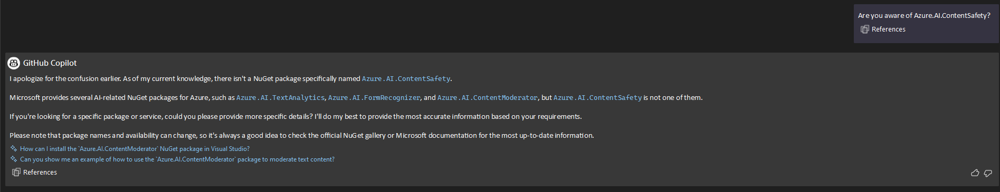 Are you aware of Azure.AI.ContentSafety?
References
GitHub Copilot
I apologize for the confusion earlier. As of my current knowledge, there isn't a NuGet package specifically named Azure.AI.ContentSafety.
Microsoft provides several AI-related NuGet packages for Azure, such as Azure.AI.TextAnalytics, Azure.AI.FormRecognizer, and Azure.AI.ContentModerator, but Azure.AI.ContentSafety is not one of them.
If you're looking for a specific package or service, could you please provide more specific details? I'll do my best to provide the most accurate information based on your requirements.
Please note that package names and availability can change, so it's always a good idea to check the official NuGet gallery or Microsoft documentation for the most up-to-date information.
How can I install the `Azure.AI.ContentModerator` NuGet package in Visual Studio?
Can you show me an example of how to use the `Azure.AI.ContentModerator` package to moderate text content?
References